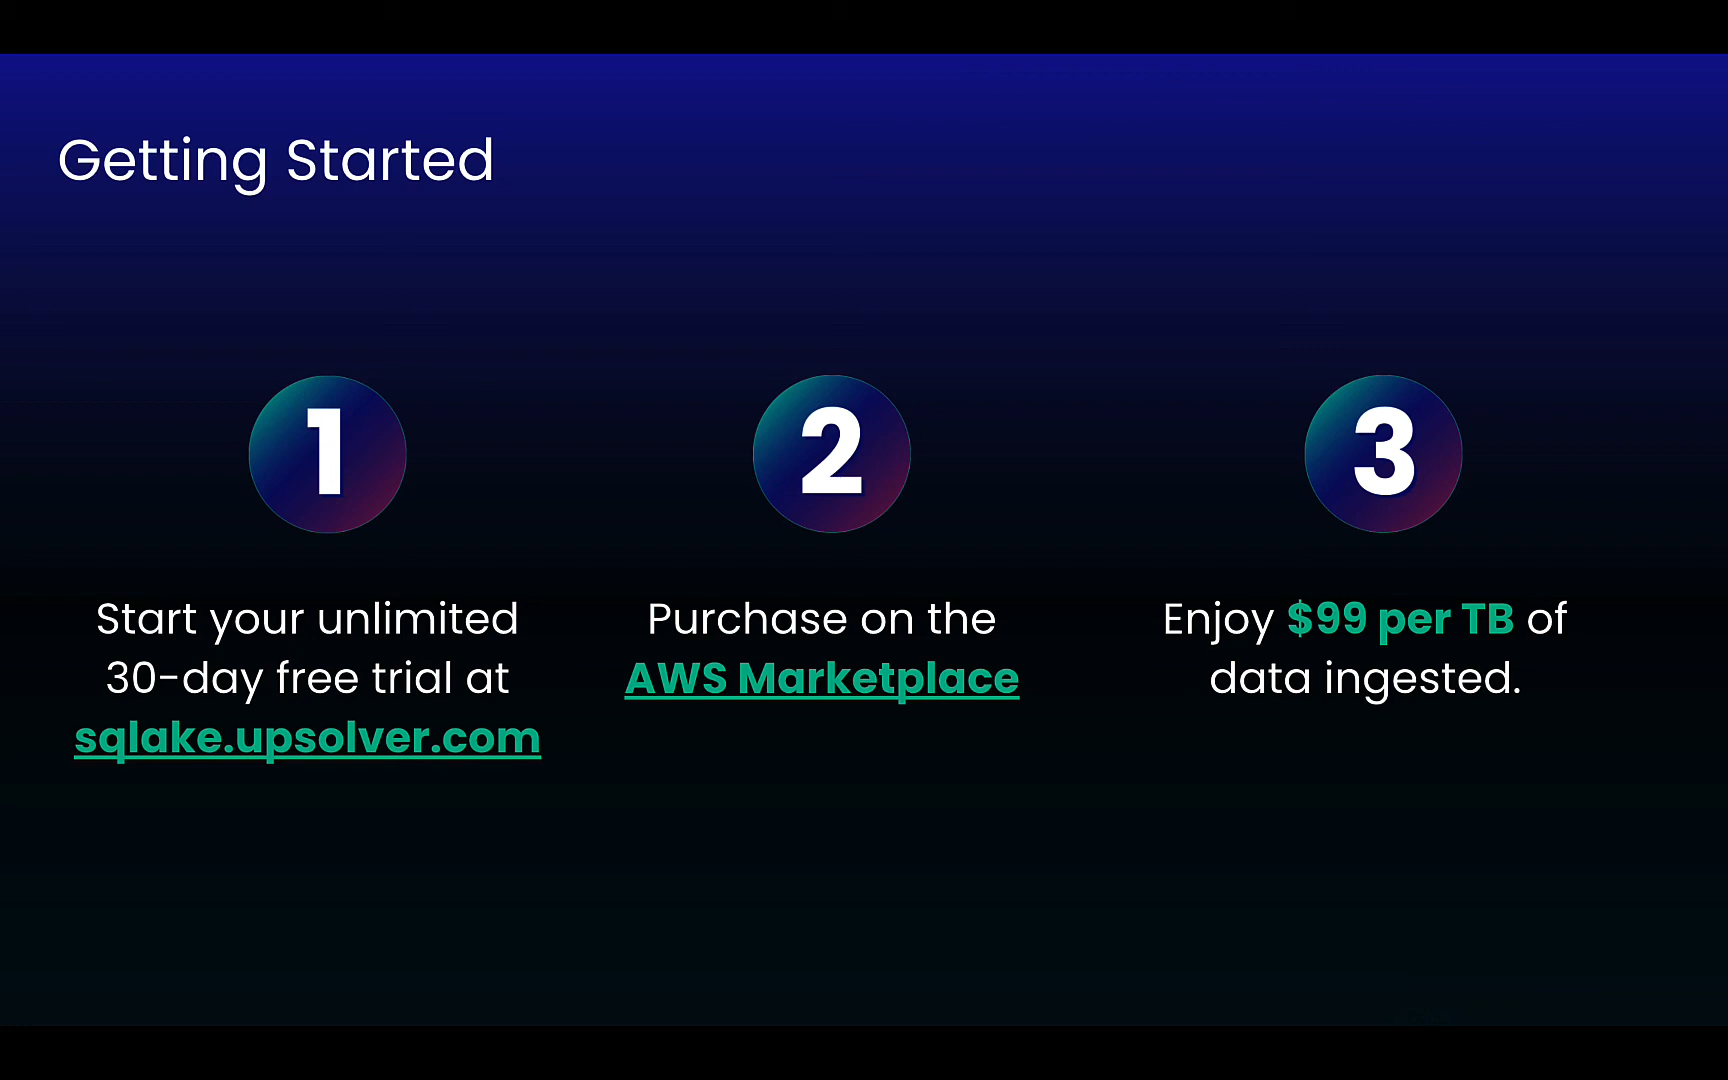 Getting Started
1
Start your unlimited
30-day free trial at
sqlake.upsolver.com
2
Purchase on the
AWS Marketplace
3
Enjoy $99 per TB of
data ingested.